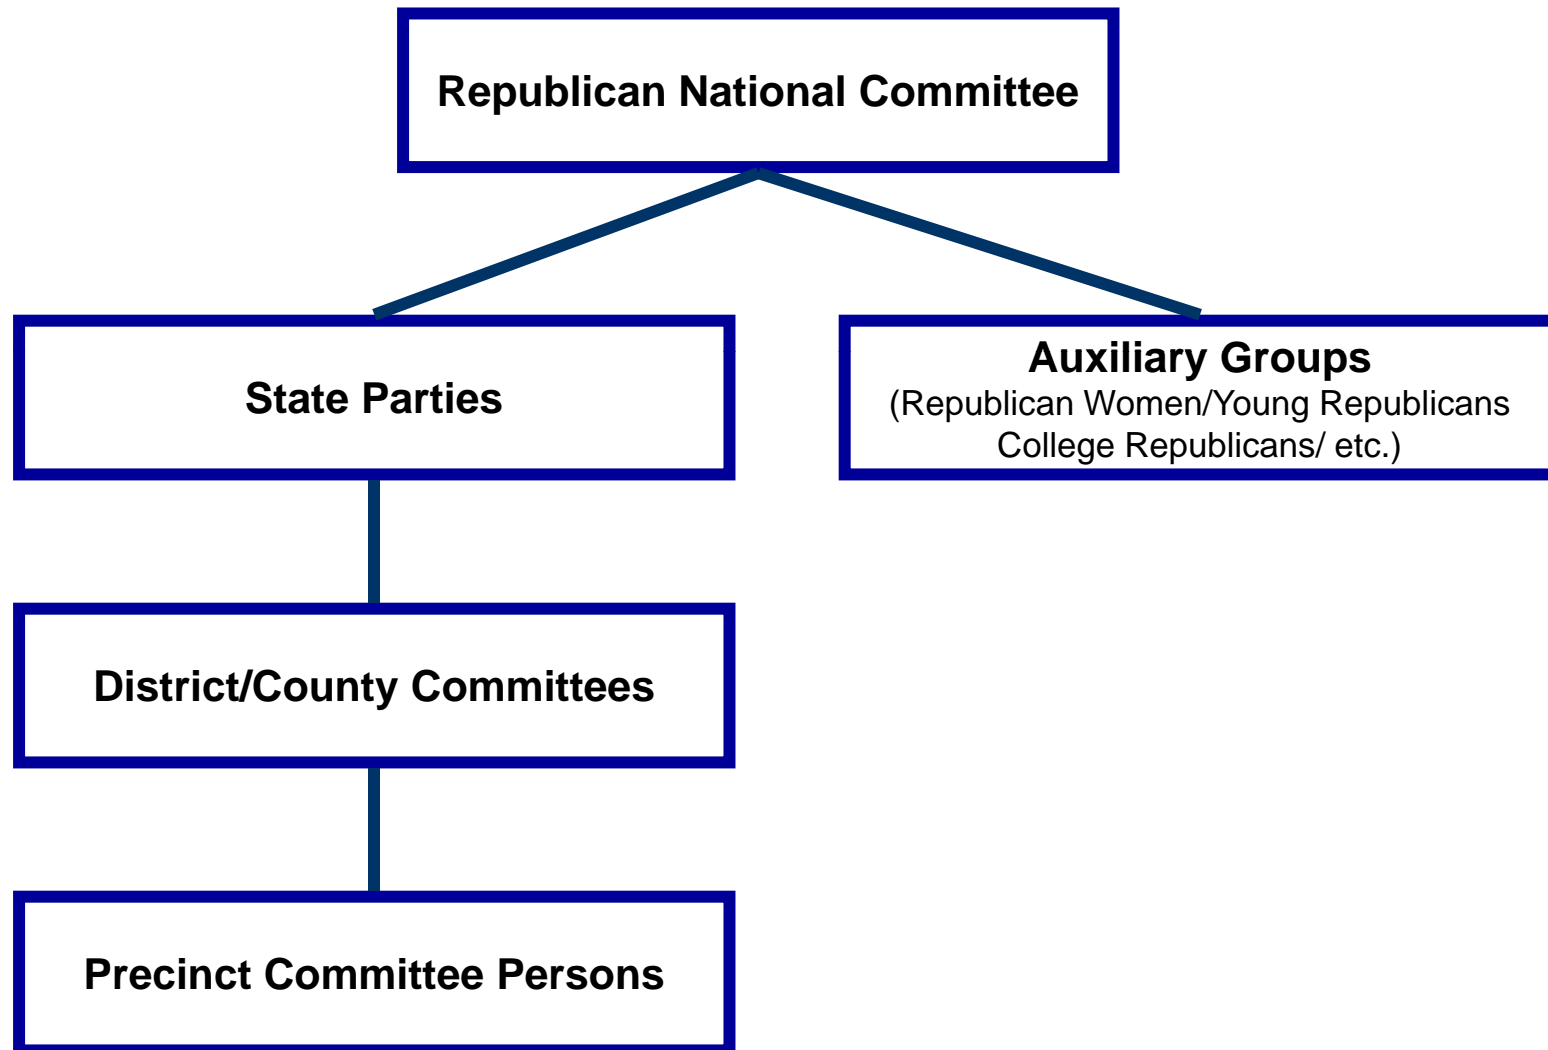 Republican National Committee
State Parties
Auxiliary Groups
(Republican Women/Young Republicans
College Republicans/ etc.)
District/County Committees
Precinct Committee Persons